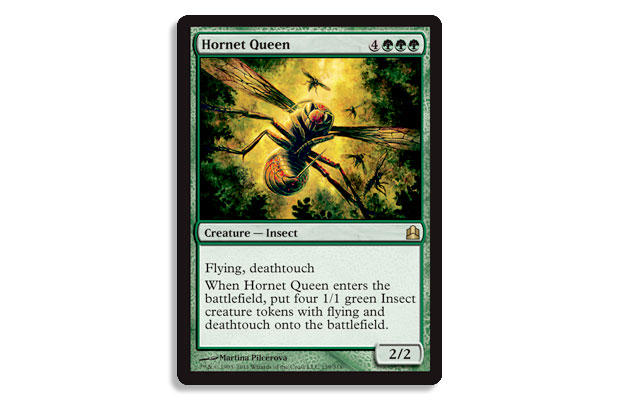 Hornet Queen 4
Creature — Insect
Flying, deathtouch
When Hornet Queen enters the
battlefield, put four 1/1 green Insect
creature tokens with flying and
deathtouch onto the battlefield.
Martina Pilcerova
2/2